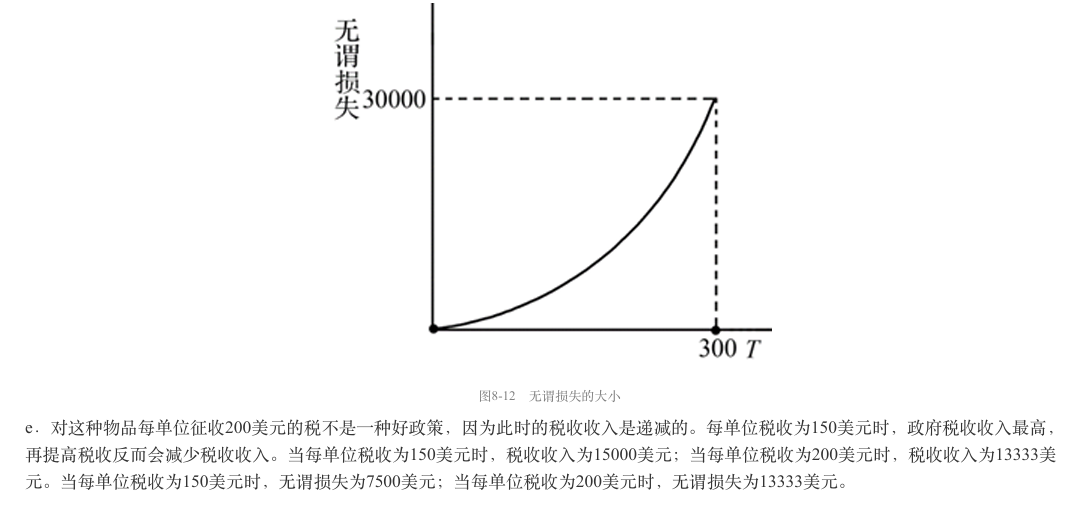 无谓损失
30000
300 T
图8-12 无谓损失的大小
e．对这种物品每单位征收200美元的税不是一种好政策，因为此时的税收收入是递减的。每单位税收为150美元时，政府税收收入最高，
再提高税收反而会减少税收收入。当每单位税收为150美元时，税收收入为15000美元；当每单位税收为200美元时，税收收入为13333美
元。当每单位税收为150美元时，无谓损失为7500美元；当每单位税收为200美元时，无谓损失为13333美元。